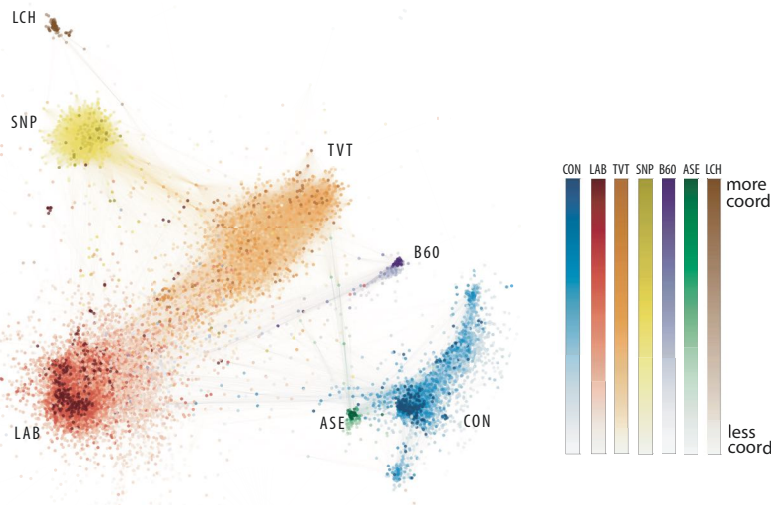 LCH
SNP
TVT
B60
LAB
ASE
CON
CON LAB TVT SNP B60 ASE LCH
more
coord
less
coord